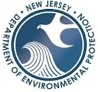 • NEW JERSEY •
DEPARTMENT OF ENVIRONMENTAL PROTECTION